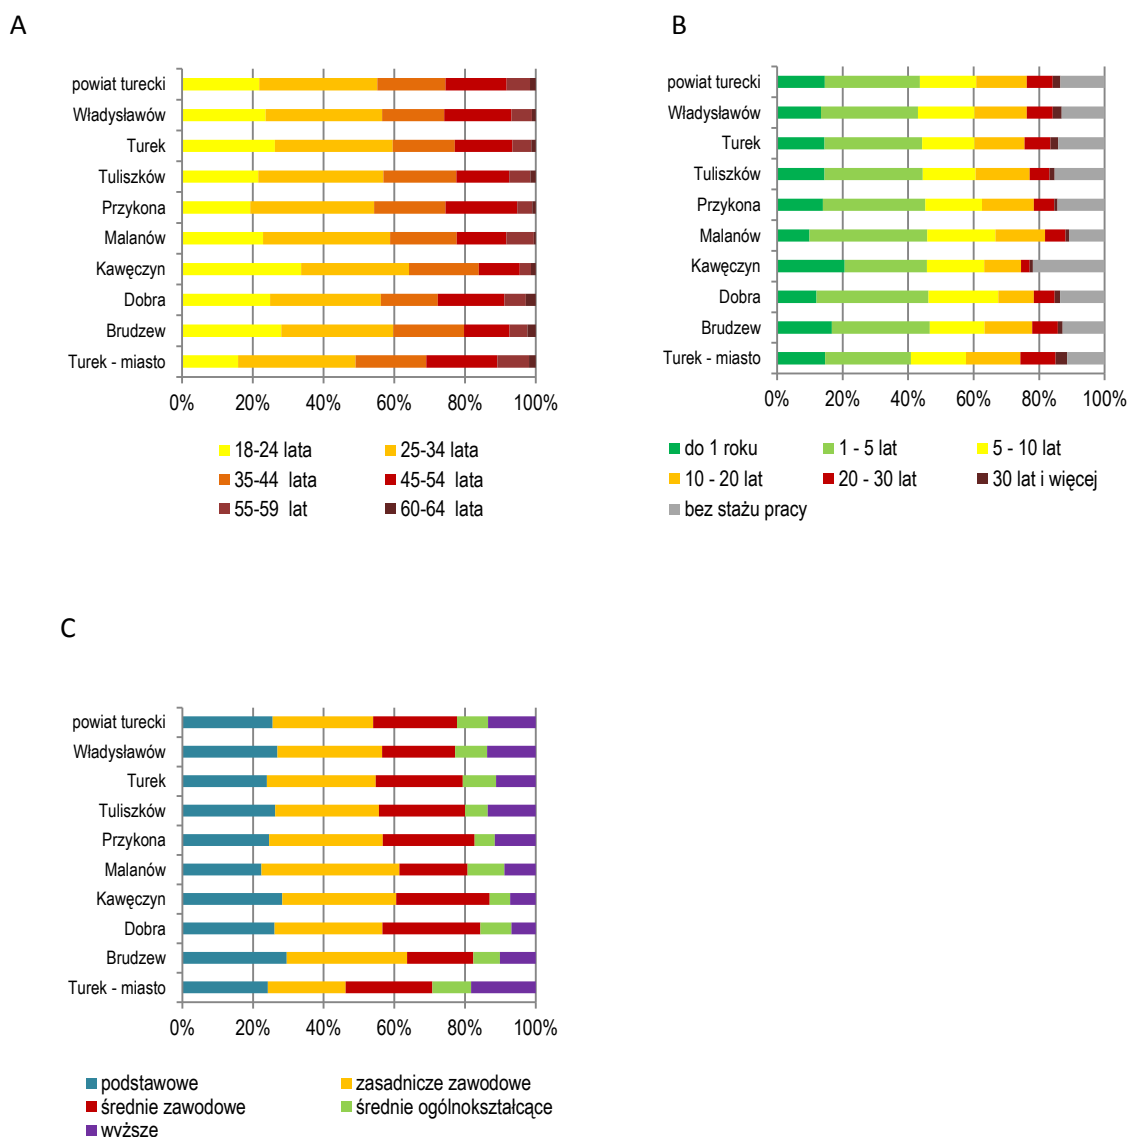 A
powiat turecki
Władysławów
Turek
Tuliszków
Przykona
Malanów
Kawęczyn
Dobra
Brudzew
Turek - miasto
0% 20% 40% 60% 80% 100%
18-24 lata 25-34 lata
35-44 lata 45-54 lata
55-59 lat 60-64 lata
B
powiat turecki
Władysławów
Turek
Tuliszków
Przykona
Malanów
Kawęczyn
Dobra
Brudzew
Turek - miasto
0% 20% 40% 60% 80% 100%
do 1 roku 1 - 5 lat 5 - 10 lat
10 - 20 lat 20 - 30 lat 30 lat i więcej
bez stażu pracy
C
powiat turecki
Władysławów
Turek
Tuliszków
Przykona
Malanów
Kawęczyn
Dobra
Brudzew
Turek - miasto
0% 20% 40% 60% 80% 100%
podstawowe zasadnicze zawodowe
średnie zawodowe średnie ogólnokształcące
wyższe